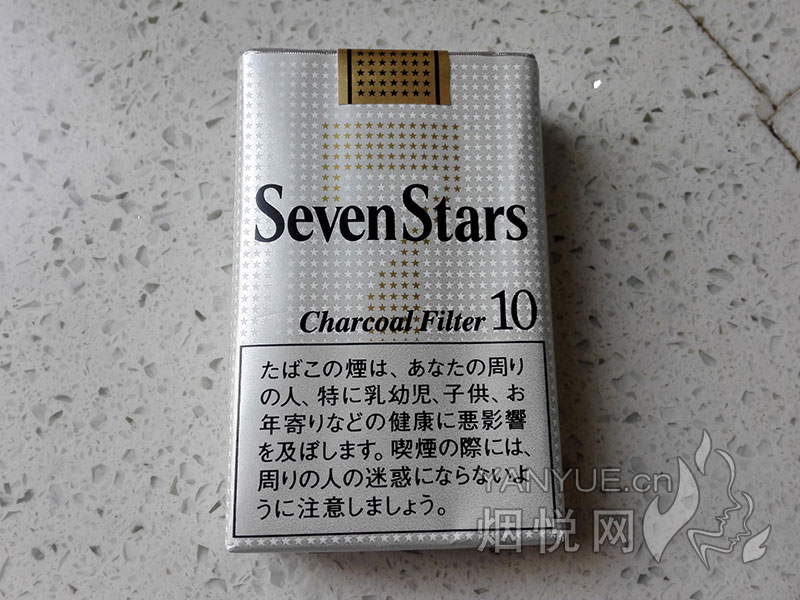 Seven Stars
Charcoal Filter 10
たばこの煙は、あなたの周り
の人、特に乳幼児、子供、お
年寄りなどの健康に悪影響
を及ぼします。喫煙の際には、
周りの人の迷惑にならないよ
うに注意しましょう。
YANYUE.cn
烟悦网